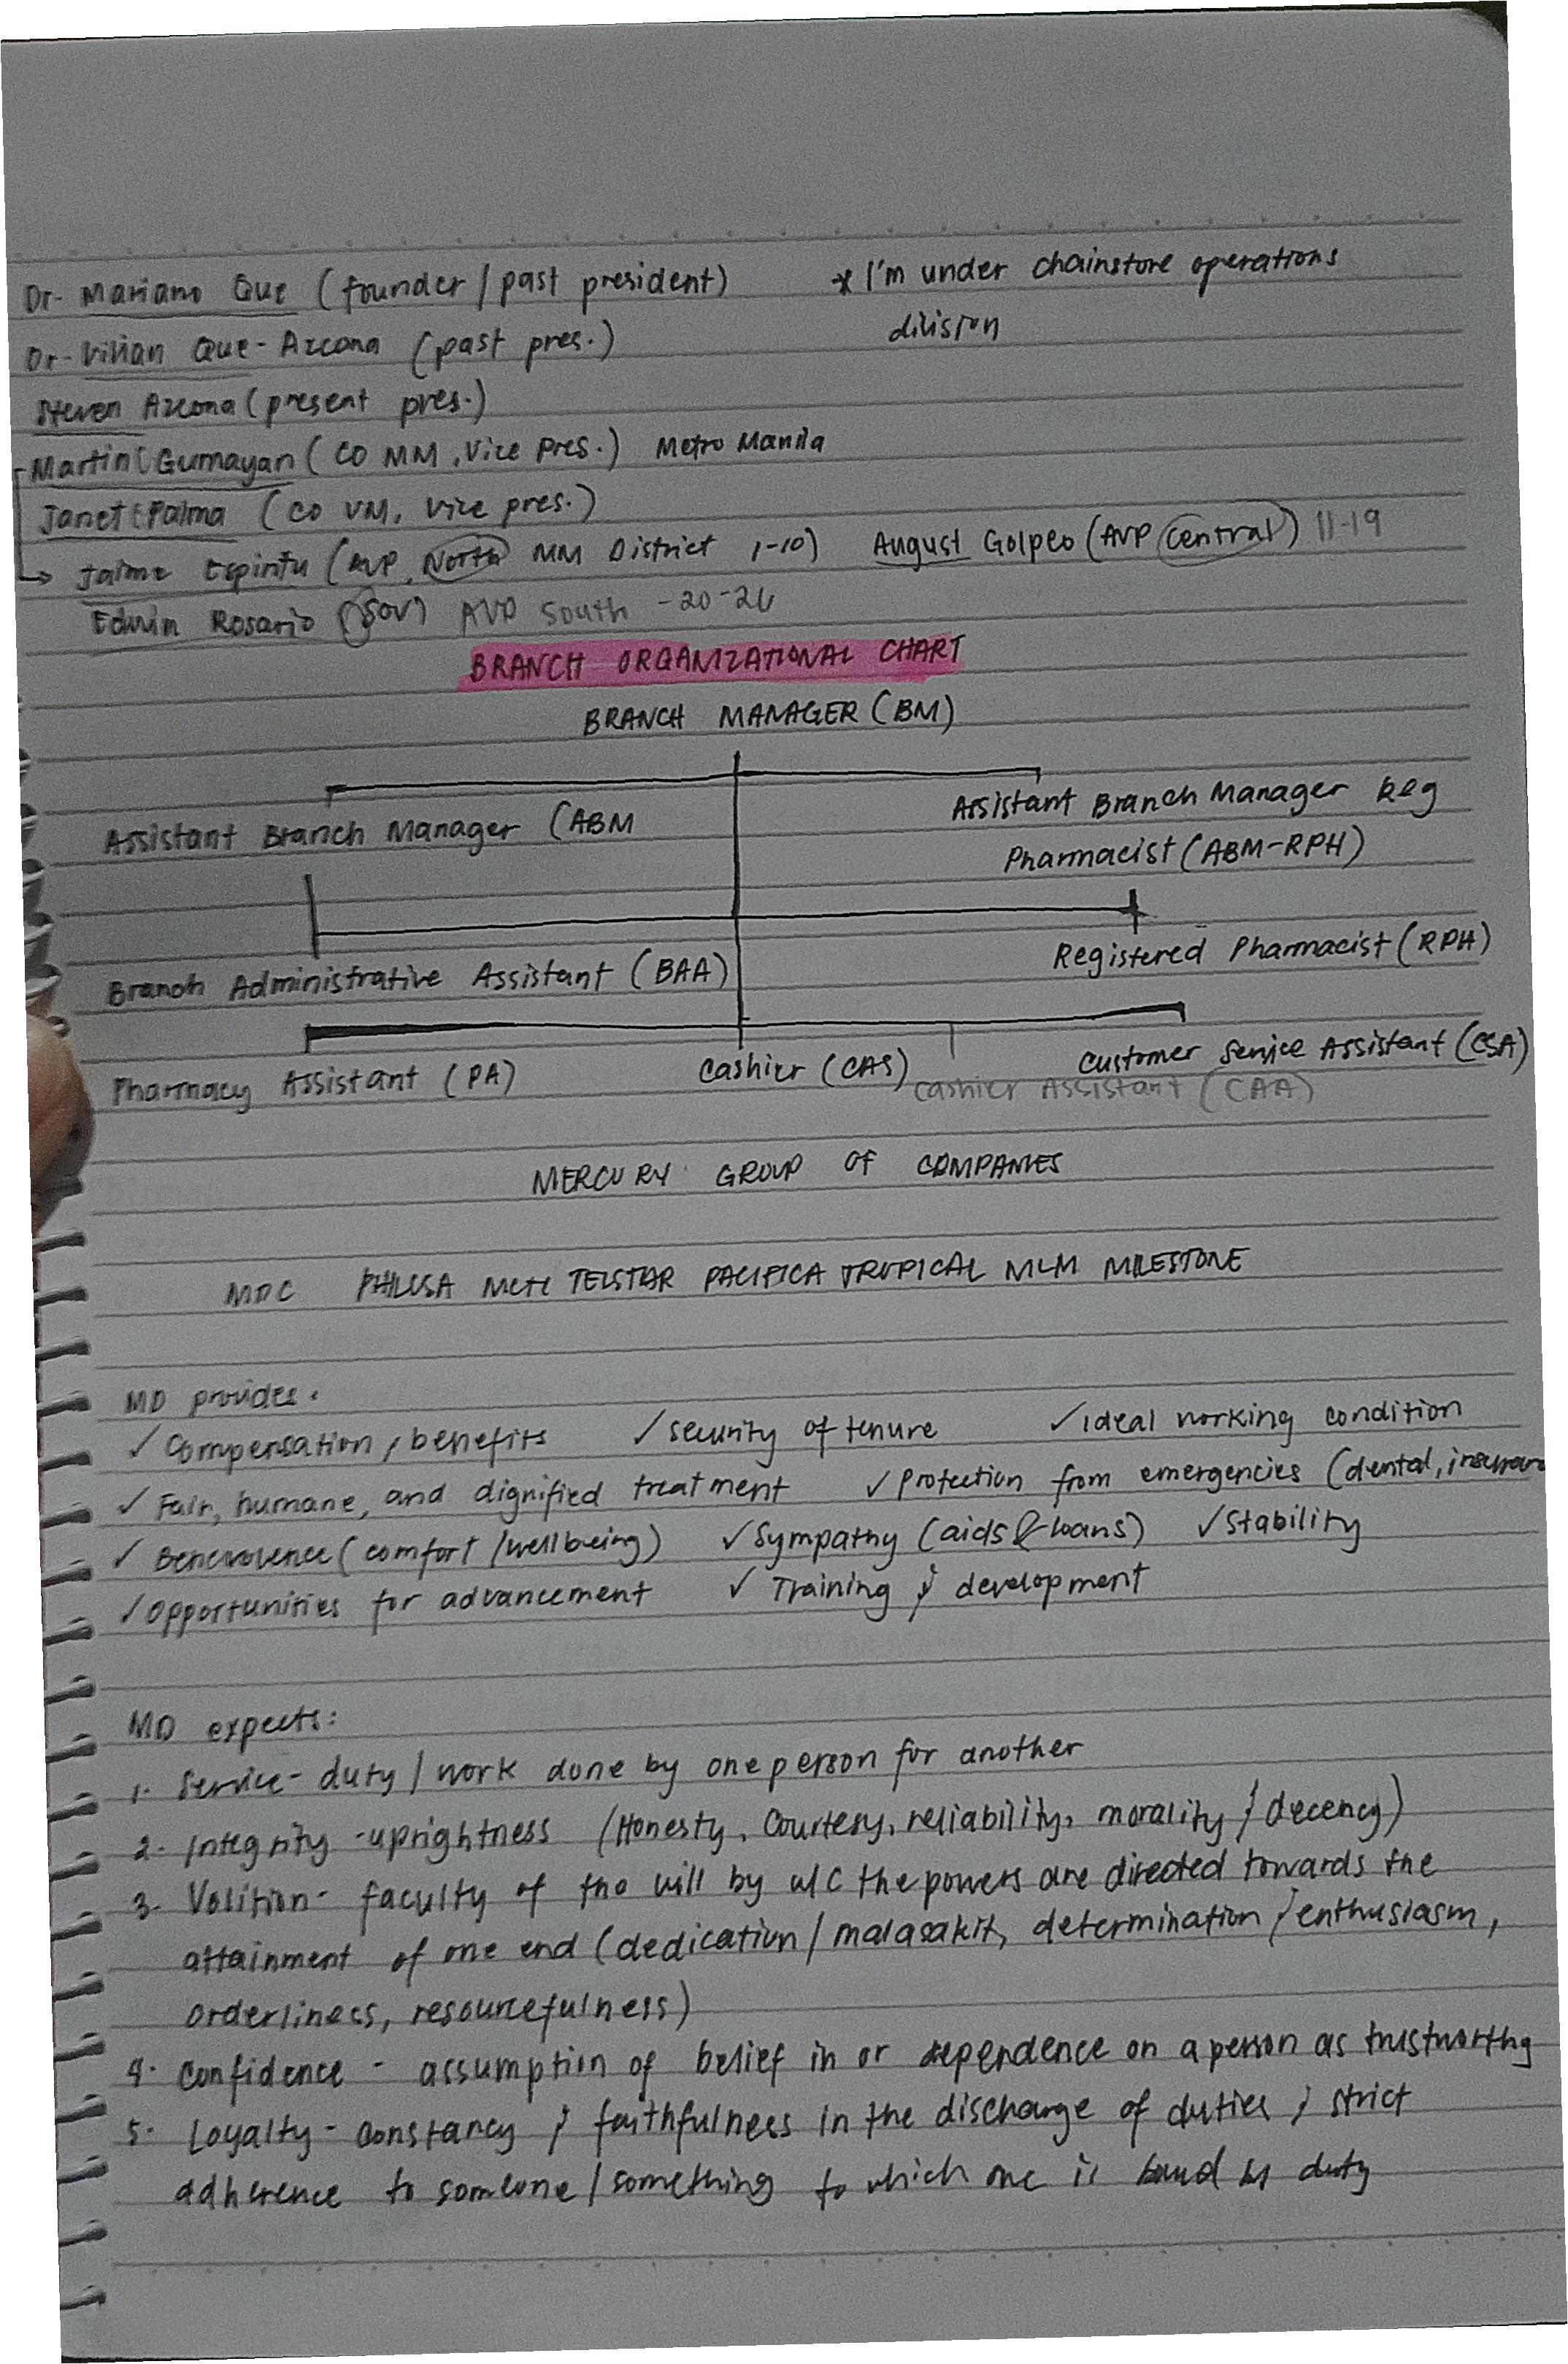 Dr. Mariano Que (founder / past president) * I'm under chainstore operations
division
Dr. Vivian Que-Azcona (past pres.)
Steven Azcona (present pres.)
Martin Gumayan (CO MM, Vice Pres.) Metro Manila
Janet Palma (CO VM, Vice pres.)
Jaime Espiritu (AVP, North MM District 1-10) August Golpeo (AVP Central) 11-19
Edwin Rosario AVP South -20-26
BRANCH ORGANIZATIONAL CHART
BRANCH MANAGER (BM)
Assistant Branch Manager (ABM
Assistant Branch Manager Reg
Pharmacist (ABM-RPH)
Branch Administrative Assistant (BAA)
Registered Pharmacist (RPH)
Pharmacy Assistant (PA) Cashier (CAS) Customer Service Assistant (CSA)
Cashier Assistant (CAA)
MERCURY GROUP OF COMPANIES
MDC PHILUSA TELSTAR PACIFICA TROPICAL MLM MILESTONE
MD provides.
✓ Compensation, benefits ✓ security of tenure ✓ Ideal working condition
✓ Fair, humane, and dignified treatment ✓ Protection from emergencies (dental,
✓ Benevolence (comfort / wellbeing) ✓ Sympathy (aids & loans) ✓ Stability
✓ Opportunities for advancement ✓ Training & development
MD expects:
1. Service - duty / work done by one person for another
2. Integrity - uprightness (Honesty, Courtesy, reliability, morality & decency)
3. Volition - faculty of the will by w/c the powers are directed towards the
attainment of one end (dedication / malasakit, determination & enthusiasm,
orderliness, resourcefulness)
4. Confidence - assumption of belief in or dependence on a person as trustworthy
5. Loyalty - constancy & faithfulness in the discharge of duties & strict
adherence to someone / something to which one is bound by duty